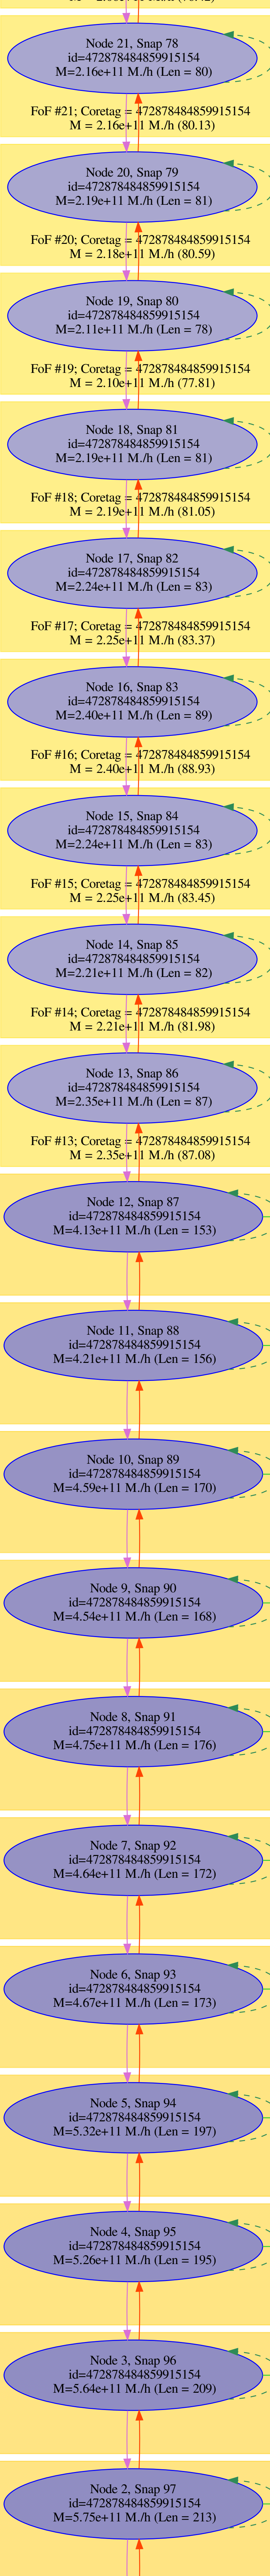 Node 21, Snap 78
id=472878484859915154
M=2.16e+11 M./h (Len = 80)
FoF #21; Coretag = 472878484859915154
M = 2.16e+11 M./h (80.13)
Node 20, Snap 79
id=472878484859915154
M=2.19e+11 M./h (Len = 81)
FoF #20; Coretag = 472878484859915154
M = 2.18e+11 M./h (80.59)
Node 19, Snap 80
id=472878484859915154
M=2.11e+11 M./h (Len = 78)
FoF #19; Coretag = 472878484859915154
M = 2.10e+11 M./h (77.81)
Node 18, Snap 81
id=472878484859915154
M=2.19e+11 M./h (Len = 81)
FoF #18; Coretag = 472878484859915154
M = 2.19e+11 M./h (81.05)
Node 17, Snap 82
id=472878484859915154
M=2.24e+11 M./h (Len = 83)
FoF #17; Coretag = 472878484859915154
M = 2.25e+11 M./h (83.37)
Node 16, Snap 83
id=472878484859915154
M=2.40e+11 M./h (Len = 89)
FoF #16; Coretag = 472878484859915154
M = 2.40e+11 M./h (88.93)
Node 15, Snap 84
id=472878484859915154
M=2.24e+11 M./h (Len = 83)
FoF #15; Coretag = 472878484859915154
M = 2.25e+11 M./h (83.45)
Node 14, Snap 85
id=472878484859915154
M=2.21e+11 M./h (Len = 82)
FoF #14; Coretag = 472878484859915154
M = 2.21e+11 M./h (81.98)
Node 13, Snap 86
id=472878484859915154
M=2.35e+11 M./h (Len = 87)
FoF #13; Coretag = 472878484859915154
M = 2.35e+11 M./h (87.08)
Node 12, Snap 87
id=472878484859915154
M=4.13e+11 M./h (Len = 153)
Node 11, Snap 88
id=472878484859915154
M=4.21e+11 M./h (Len = 156)
Node 10, Snap 89
id=472878484859915154
M=4.59e+11 M./h (Len = 170)
Node 9, Snap 90
id=472878484859915154
M=4.54e+11 M./h (Len = 168)
Node 8, Snap 91
id=472878484859915154
M=4.75e+11 M./h (Len = 176)
Node 7, Snap 92
id=472878484859915154
M=4.64e+11 M./h (Len = 172)
Node 6, Snap 93
id=472878484859915154
M=4.67e+11 M./h (Len = 173)
Node 5, Snap 94
id=472878484859915154
M=5.32e+11 M./h (Len = 197)
Node 4, Snap 95
id=472878484859915154
M=5.26e+11 M./h (Len = 195)
Node 3, Snap 96
id=472878484859915154
M=5.64e+11 M./h (Len = 209)
Node 2, Snap 97
id=472878484859915154
M=5.75e+11 M./h (Len = 213)